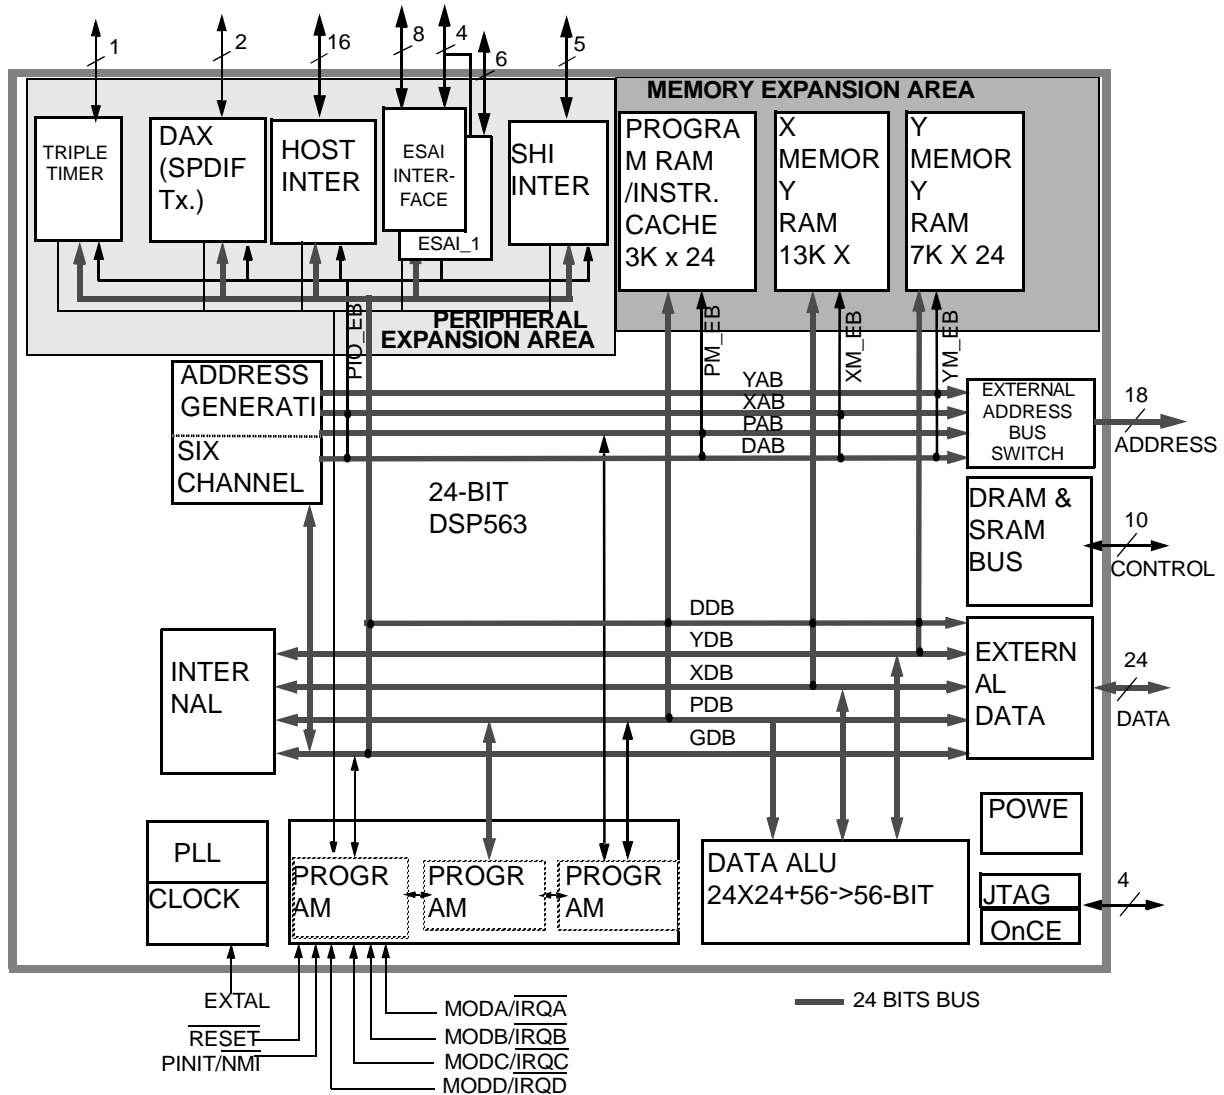 1
2
16
8
4
6
5
MEMORY EXPANSION AREA
TRIPLE
TIMER
DAX
(SPDIF
Tx.)
HOST
INTER
ESAI
INTER-
FACE
ESAI_1
SHI
INTER
PROGRA
M RAM
/INSTR.
CACHE
3K x 24
X
MEMOR
Y
RAM
13K X
Y
MEMOR
Y
RAM
7K X 24
PERIPHERAL
EXPANSION AREA
PIO_EB
PM_EB
XM_EB
YM_EB
ADDRESS
GENERATI
SIX
CHANNEL
YAB
XAB
PAB
DAB
EXTERNAL
ADDRESS
BUS
SWITCH
18
ADDRESS
24-BIT
DSP563
DRAM &
SRAM
BUS
10
CONTROL
INTER
NAL
DDB
YDB
XDB
PDB
GDB
EXTERN
AL
DATA
24
DATA
PLL
CLOCK
PROGR
AM
PROGR
AM
PROGR
AM
DATA ALU
24X24+56->56-BIT
POWE
JTAG
OnCE
4
EXTAL
RESET
PINIT/NMI
MODA/IRQA
MODB/IRQB
MODC/IRQC
MODD/IRQD
24 BITS BUS